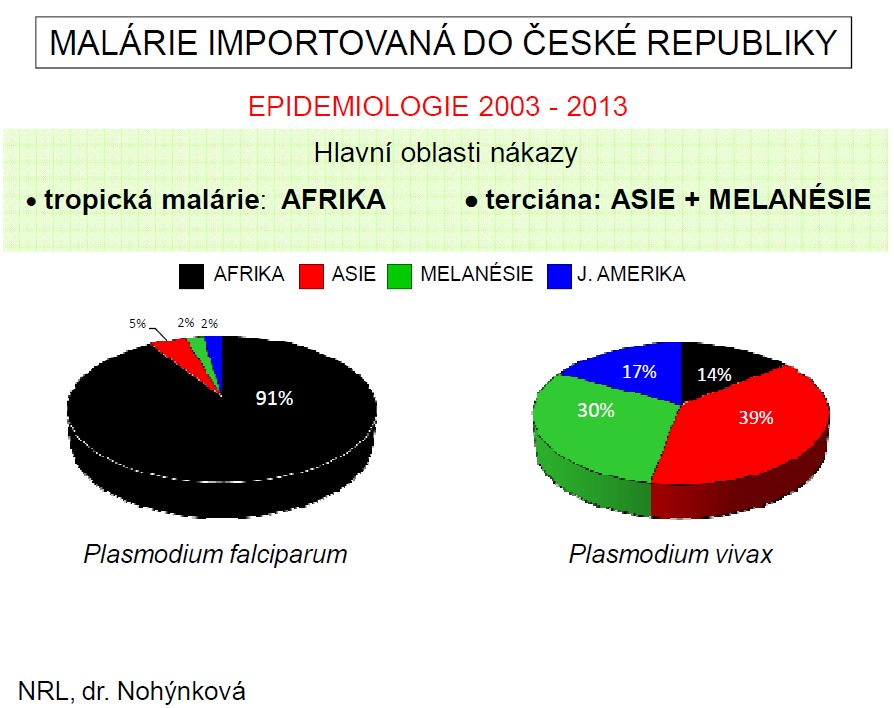 MALÁRIE IMPORTOVANÁ DO ČESKÉ REPUBLIKY
EPIDEMIOLOGIE 2003 - 2013
Hlavní oblasti nákazy
• tropická malárie: AFRIKA
• terciána: ASIE + MELANÉSIE
AFRIKA ASIE MELANÉSIE J. AMERIKA
5% 2% 2%
91%
17% 14%
30% 39%
Plasmodium falciparum
Plasmodium vivax
NRL, dr. Nohýnková